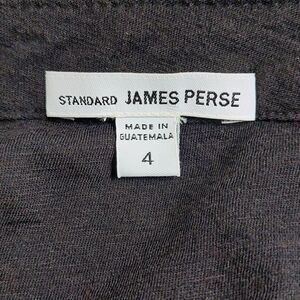 STANDARD JAMES PERSE
MADE IN
GUATEMALA
4